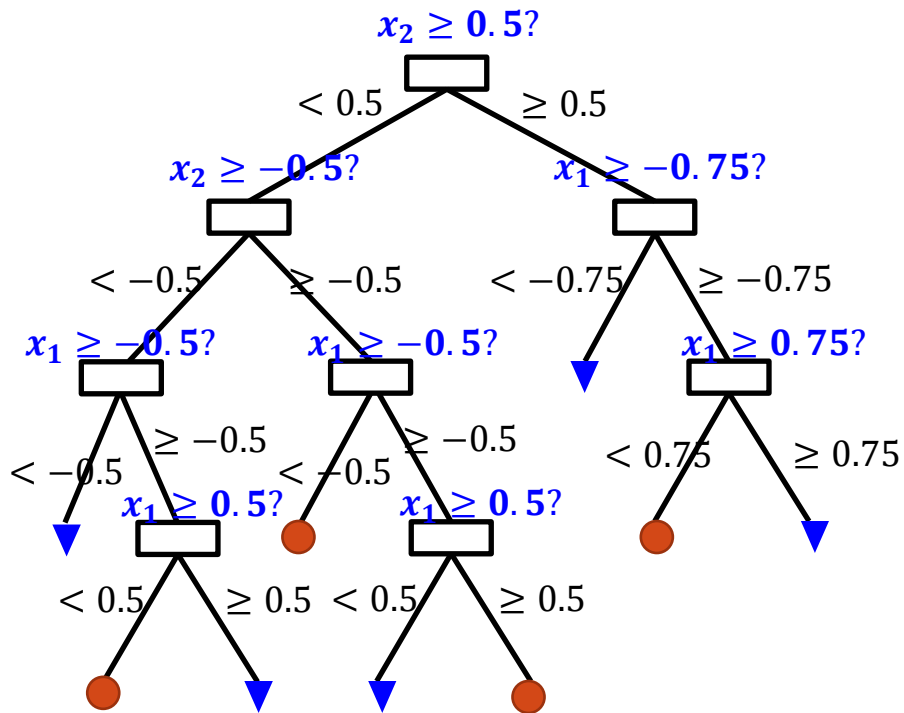 x₂ ≥ 0.5?
< 0.5
≥ 0.5
x₂ ≥ −0.5?
x₁ ≥ −0.75?
< −0.5
≥ −0.5
< −0.75
≥ −0.75
x₁ ≥ −0.5?
x₁ ≥ −0.5?
x₁ ≥ 0.75?
< −0.5
≥ −0.5
< −0.5
≥ −0.5
< 0.75
≥ 0.75
x₁ ≥ 0.5?
x₁ ≥ 0.5?
< 0.5
≥ 0.5
< 0.5
≥ 0.5